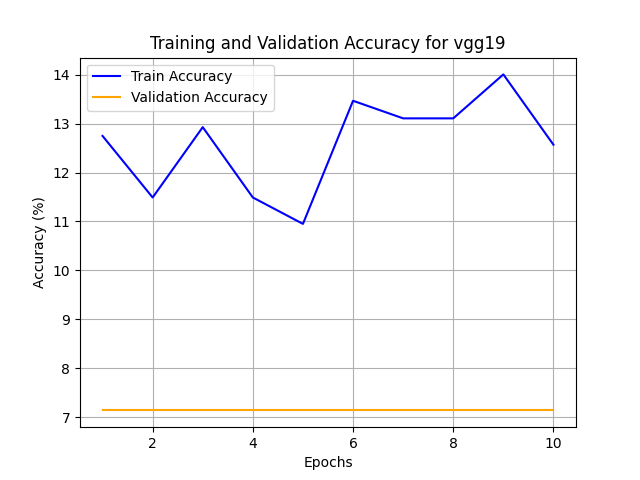 Training and Validation Accuracy for vgg19
Train Accuracy
Validation Accuracy
Accuracy (%)
14
13
12
11
10
9
8
7
2
4
6
8
10
Epochs